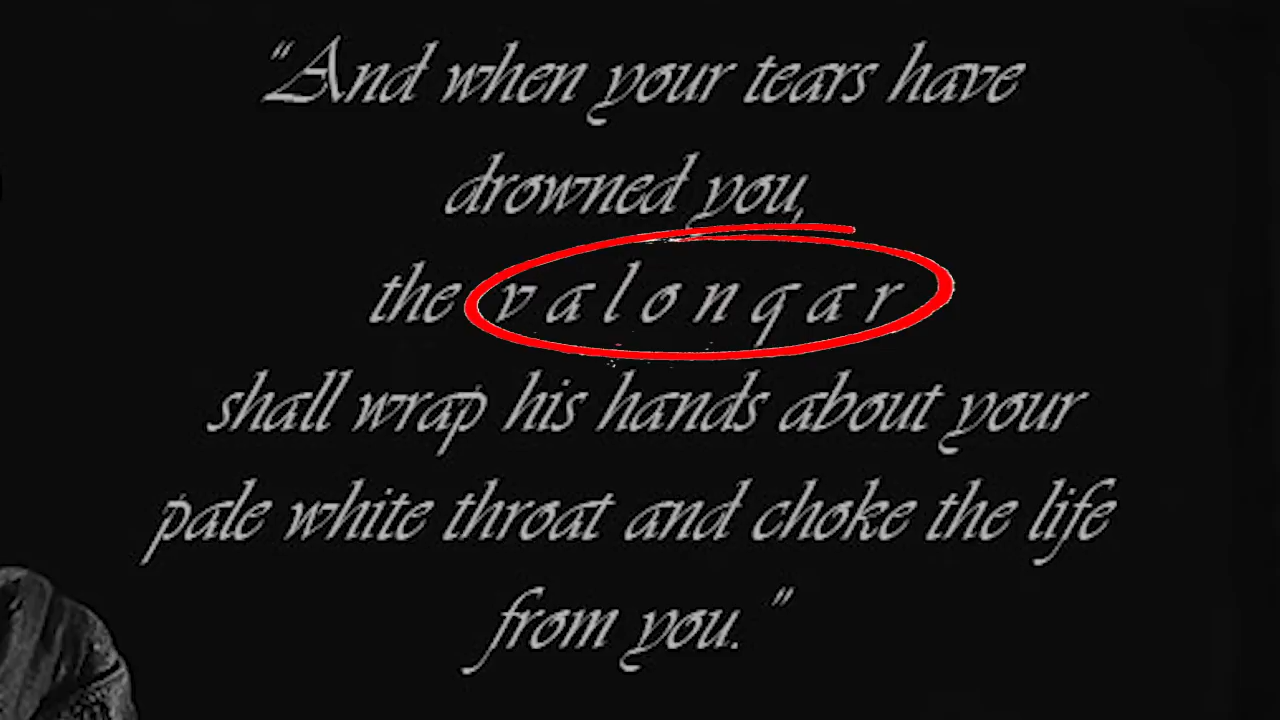 "And when your tears have
drowned you,
the v a l o n q a r
shall wrap his hands about your
pale white throat and choke the life
from you."